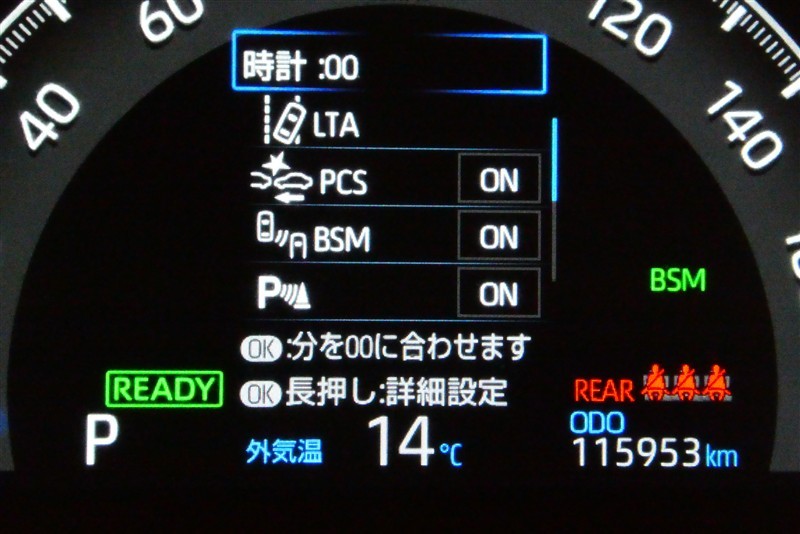 40
60
120
140
時計 :00
LTA
PCS ON
BSM ON
P ON
BSM
OK :分を00に合わせます
OK 長押し:詳細設定
READY
REAR
P
外気温 14℃
ODO
115953km